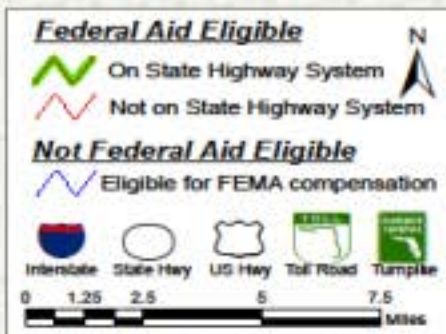 Federal Aid Eligible
N
On State Highway System
Not on State Highway System
Not Federal Aid Eligible
Eligible for FEMA compensation
TOLL
Interstate State Hwy US Hwy Toll Road Turnpike
0 1.25 2.5 5 7.5
Miles